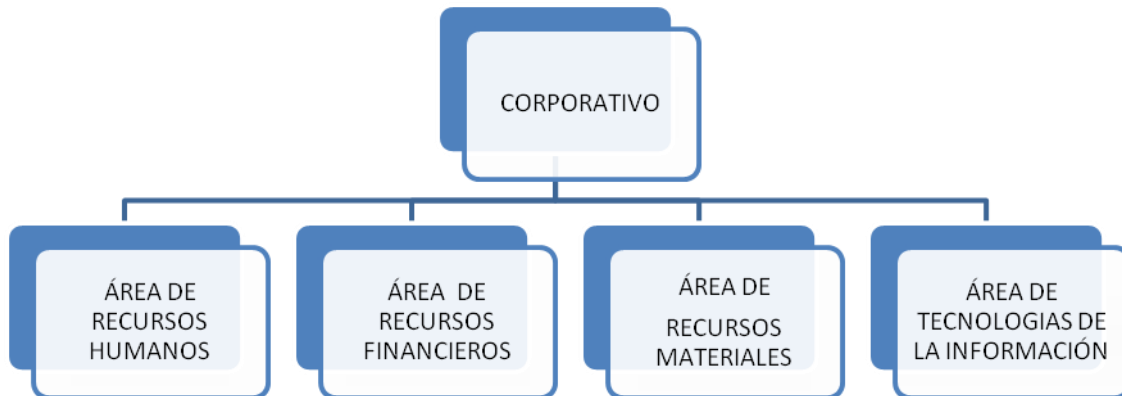 CORPORATIVO
ÁREA DE
RECURSOS
HUMANOS
ÁREA DE
RECURSOS
FINANCIEROS
ÁREA DE
RECURSOS
MATERIALES
ÁREA DE
TECNOLOGIAS DE
LA INFORMACIÓN